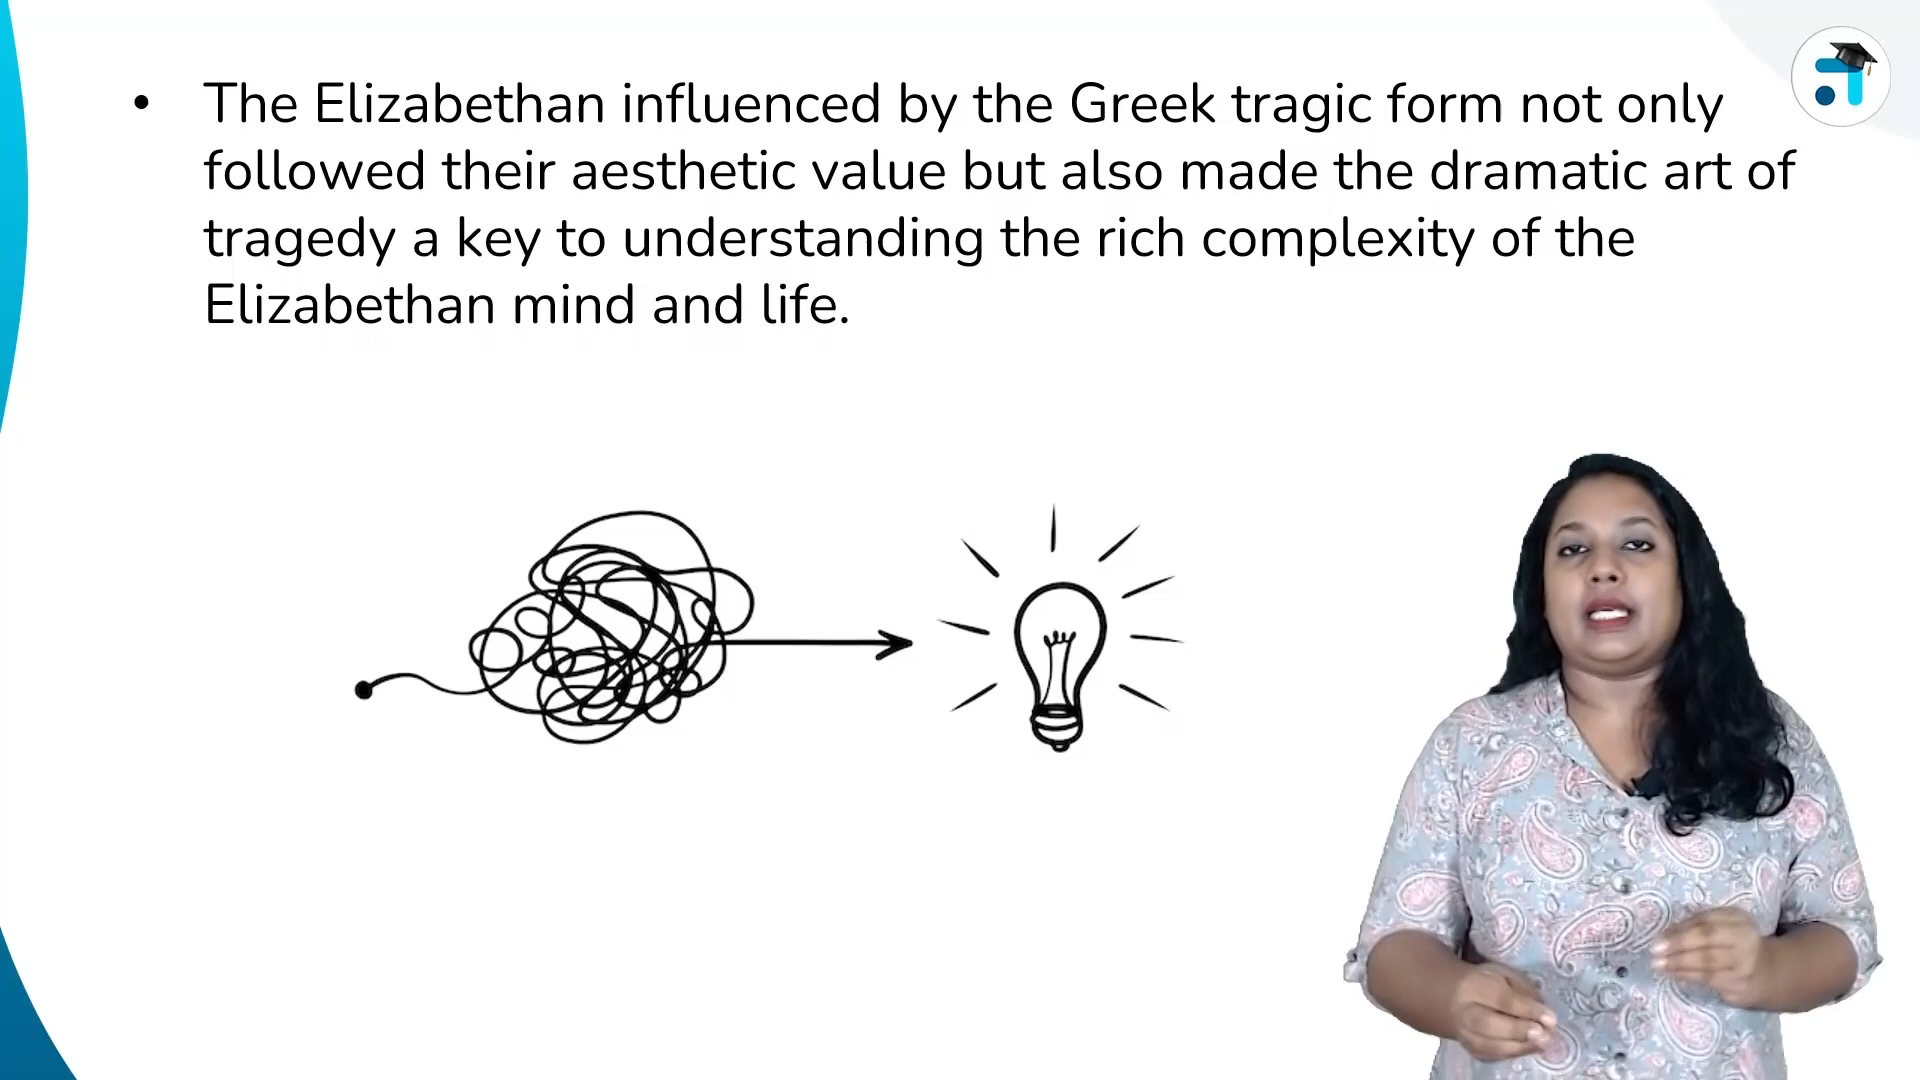 • The Elizabethan influenced by the Greek tragic form not only
followed their aesthetic value but also made the dramatic art of
tragedy a key to understanding the rich complexity of the
Elizabethan mind and life.